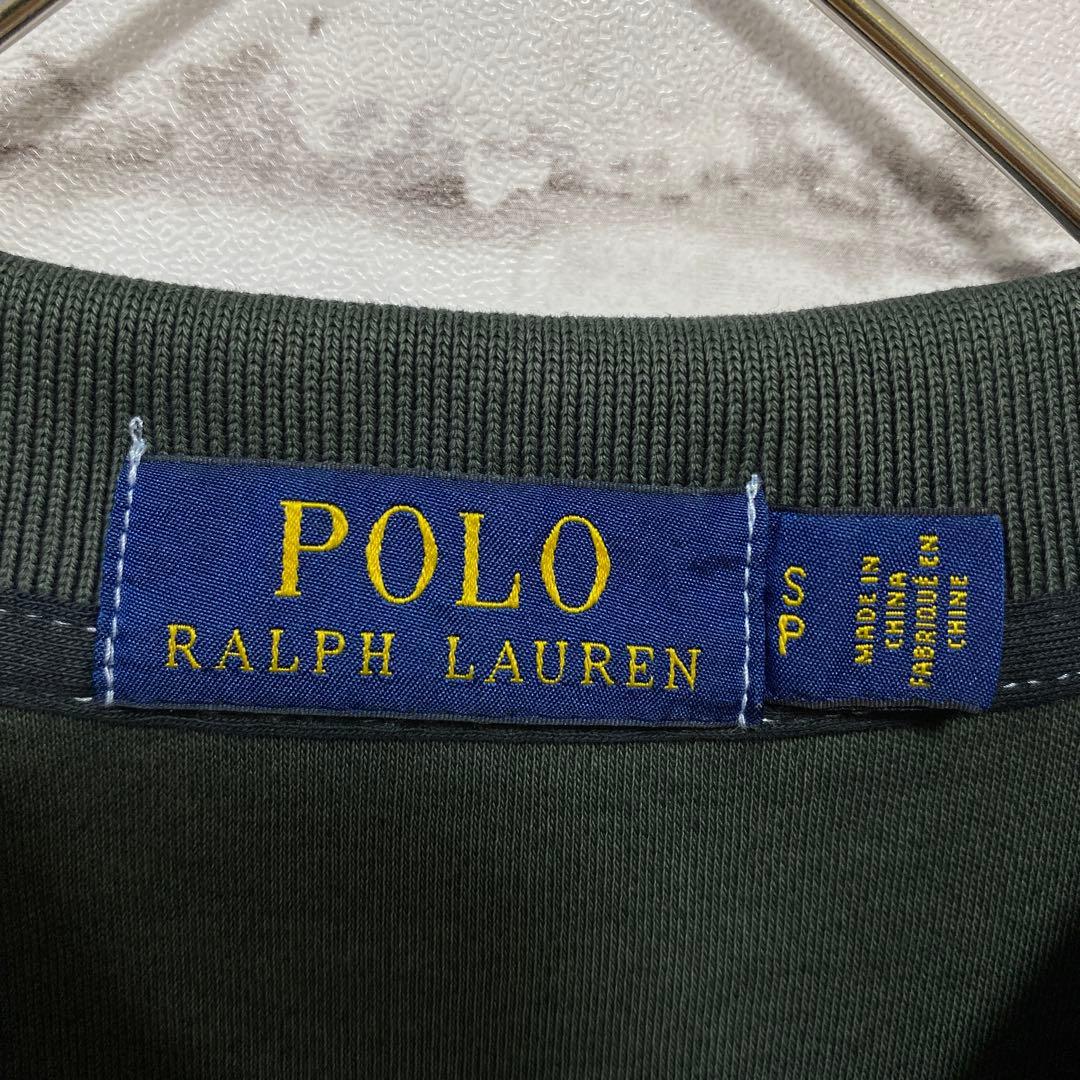 POLO
RALPH LAUREN
S
P
MADE IN
CHINA
FABRIQUÉ EN
CHINE